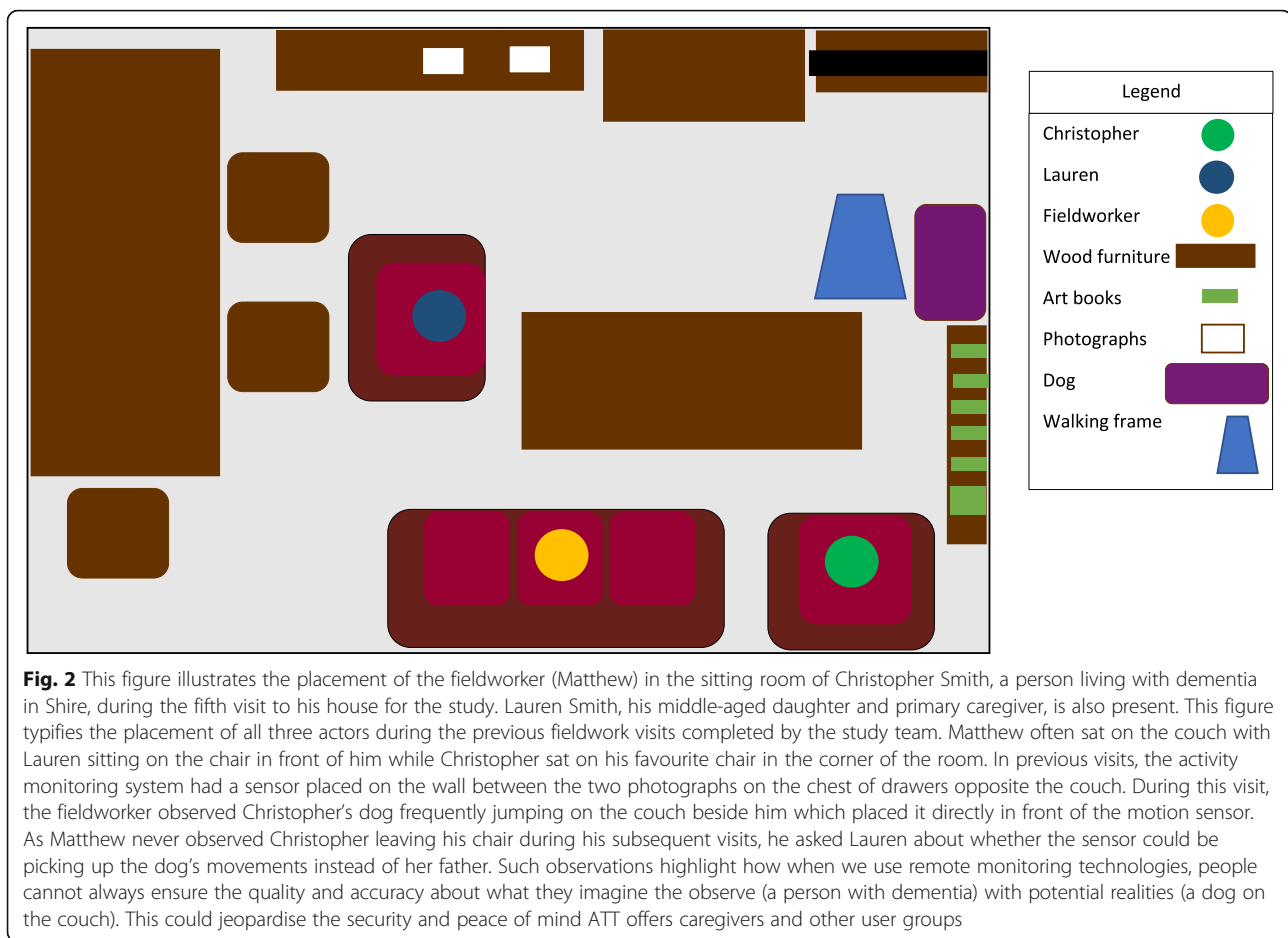 Legend
Christopher
Lauren
Fieldworker
Wood furniture
Art books
Photographs
Dog
Walking frame
Fig. 2 This figure illustrates the placement of the fieldworker (Matthew) in the sitting room of Christopher Smith, a person living with dementia
in Shire, during the fifth visit to his house for the study. Lauren Smith, his middle-aged daughter and primary caregiver, is also present. This figure
typifies the placement of all three actors during the previous fieldwork visits completed by the study team. Matthew often sat on the couch with
Lauren sitting on the chair in front of him while Christopher sat on his favourite chair in the corner of the room. In previous visits, the activity
monitoring system had a sensor placed on the wall between the two photographs on the chest of drawers opposite the couch. During this visit,
the fieldworker observed Christopher's dog frequently jumping on the couch beside him which placed it directly in front of the motion sensor.
As Matthew never observed Christopher leaving his chair during his subsequent visits, he asked Lauren about whether the sensor could be
picking up the dog's movements instead of her father. Such observations highlight how when we use remote monitoring technologies, people
cannot always ensure the quality and accuracy about what they imagine the observe (a person with dementia) with potential realities (a dog on
the couch). This could jeopardise the security and peace of mind ATT offers caregivers and other user groups